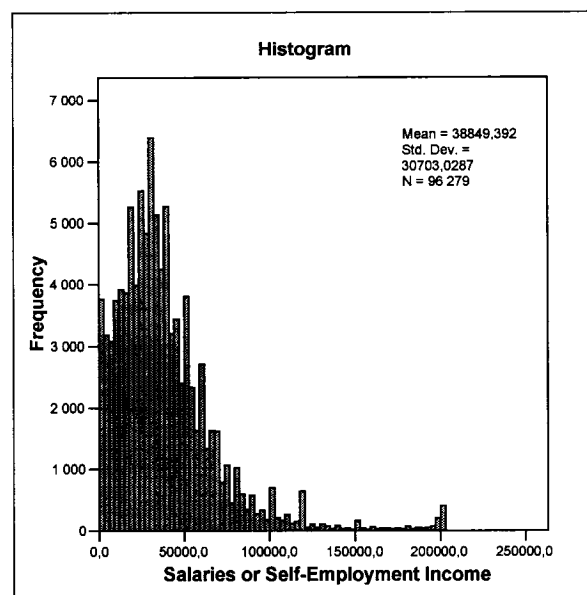 Histogram
7 000
6 000
5 000
4 000
3 000
2 000
1 000
0
Frequency
Mean = 38849,392
Std. Dev. =
30703,0287
N = 96 279
0,0 50000,0 100000,0 150000,0 200000,0 250000,0
Salaries or Self-Employment Income